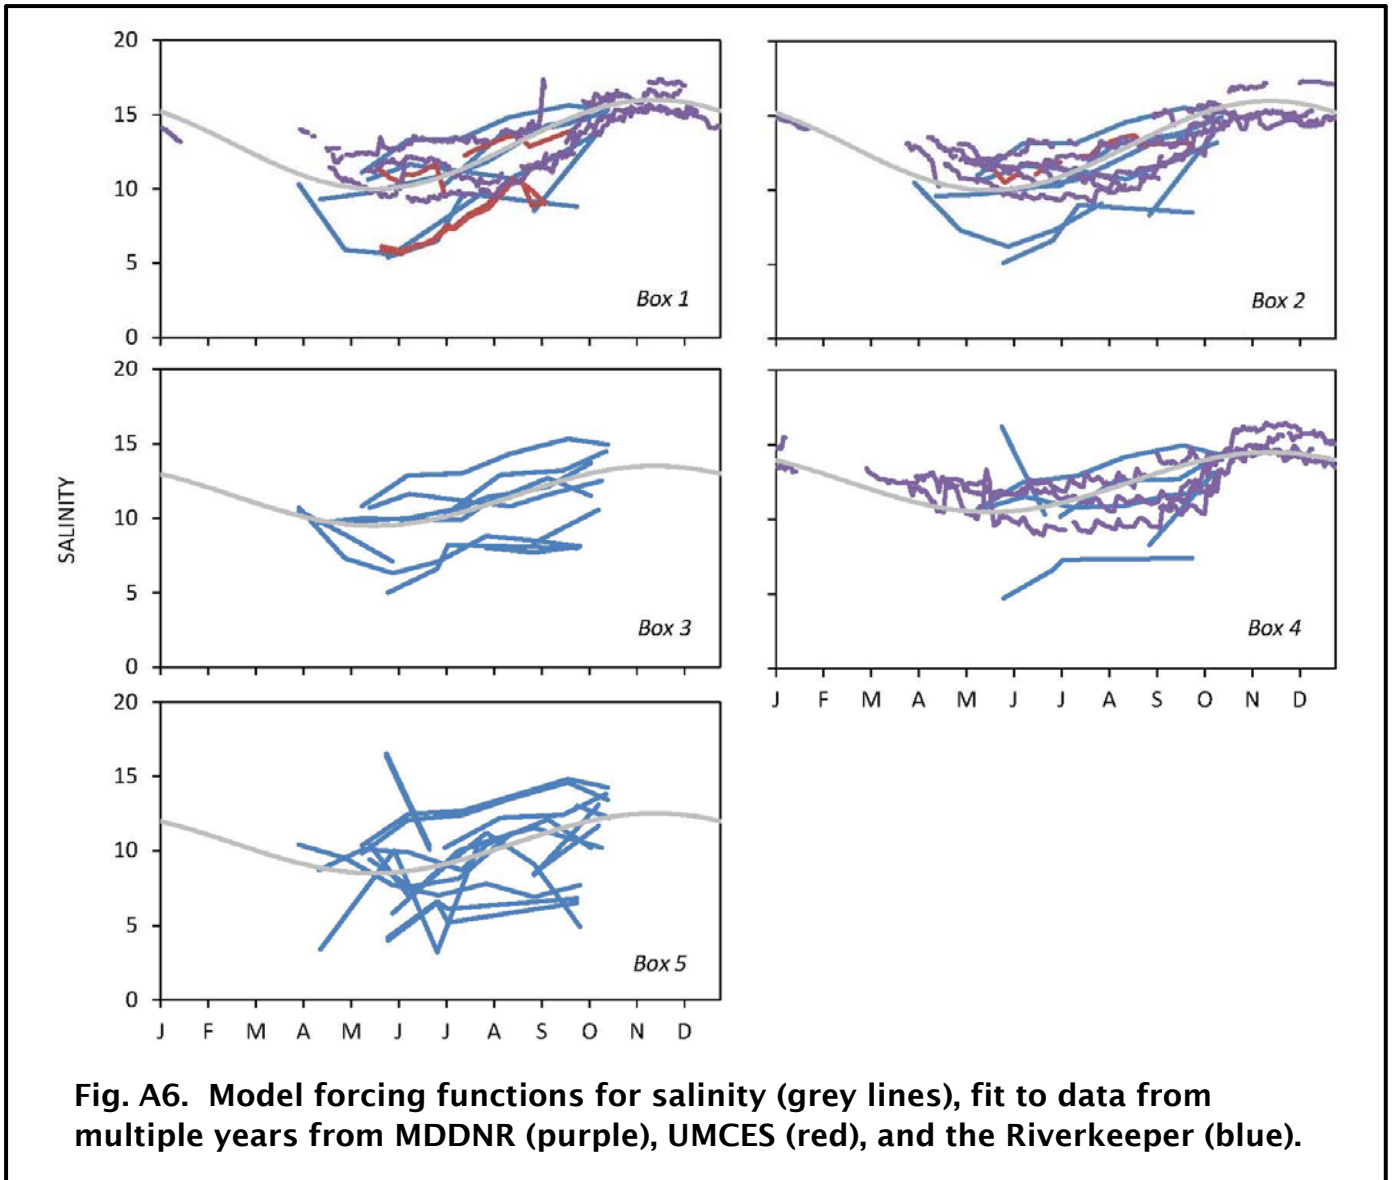 20
15
10
5
0
Box 1
Box 2
20
15
10
5
0
SALINITY
Box 3
Box 4
J F M A M J J A S O N D
20
15
10
5
0
Box 5
J F M A M J J A S O N D
Fig. A6. Model forcing functions for salinity (grey lines), fit to data from
multiple years from MDDNR (purple), UMCES (red), and the Riverkeeper (blue).